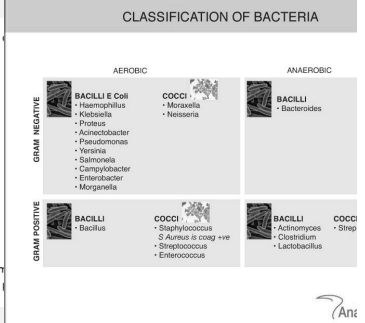 CLASSIFICATION OF BACTERIA
AEROBIC
ANAEROBIC
GRAM NEGATIVE
BACILLI E Coli
• Haemophillus
• Klebsiella
• Proteus
• Acinectobacter
• Pseudomonas
• Yersinia
• Salmonela
• Campylobacter
• Enterobacter
• Morganella
COCCI
• Moraxella
• Neisseria
BACILLI
• Bacteroides
GRAM POSITIVE
BACILLI
• Bacillus
COCCI
• Staphylococcus
S Aureus is coag +ve
• Streptococcus
• Enterococcus
BACILLI
• Actinomyces
• Clostridium
• Lactobacillus
COCCI
• Strep
Ana